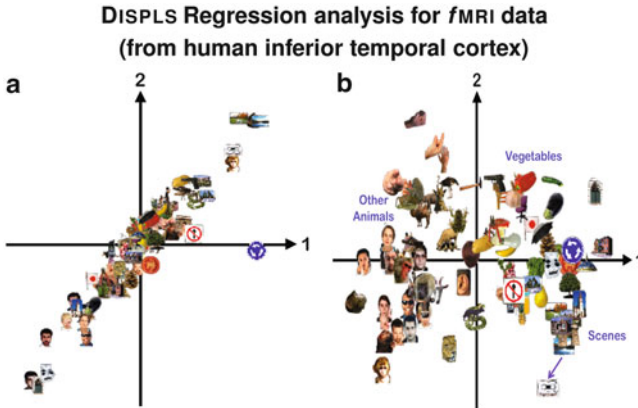 DISPLS Regression analysis for fMRI data
(from human inferior temporal cortex)
a
2
1
b
2
Vegetables
Other
Animals
Scenes